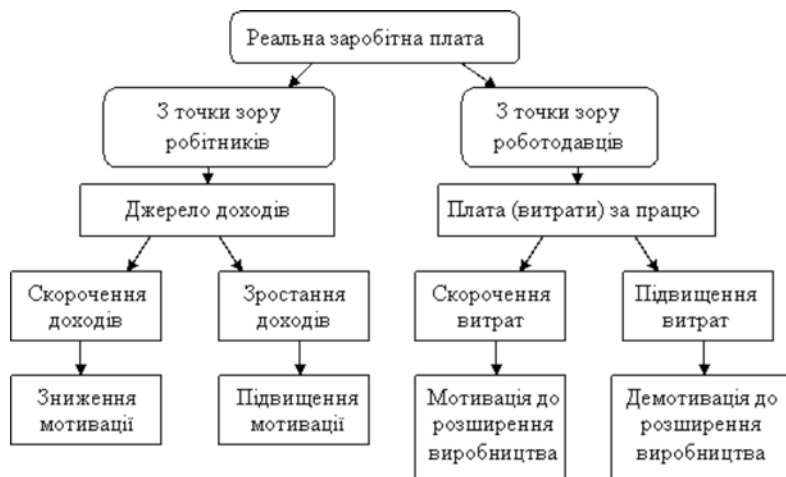 Реальна заробітна плата
З точки зору
робітників
З точки зору
роботодавців
Джерело доходів
Плата (витрати) за працю
Скорочення
доходів
Зростання
доходів
Скорочення
витрат
Підвищення
витрат
Зниження
мотивації
Підвищення
мотивації
Мотивація до
розширення
виробництва
Демотивація до
розширення
виробництва